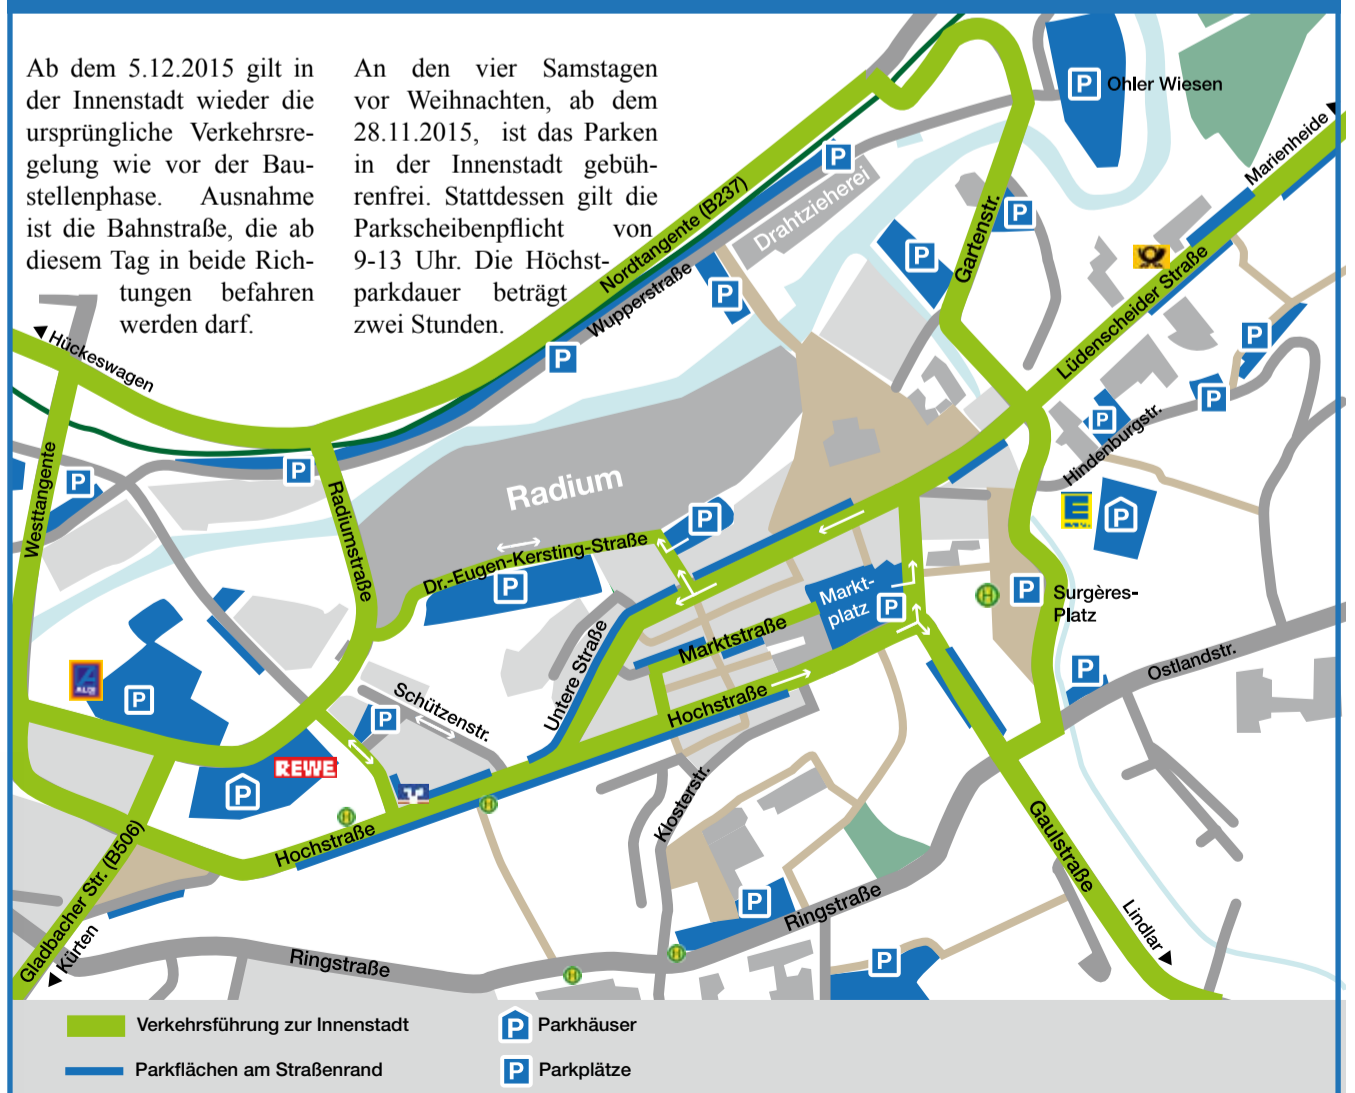 Ab dem 5.12.2015 gilt in
der Innenstadt wieder die
ursprüngliche Verkehrsre-
gelung wie vor der Bau-
stellenphase. Ausnahme
ist die Bahnstraße, die ab
diesem Tag in beide Rich-
tungen befahren
werden darf.
An den vier Samstagen
vor Weihnachten, ab dem
28.11.2015, ist das Parken
in der Innenstadt gebüh-
renfrei. Stattdessen gilt die
Parkscheibenpflicht von
9-13 Uhr. Die Höchst-
parkdauer beträgt
zwei Stunden.
P
Ohler Wiesen
Marienheide
P
Drahtzieherei
Nordtangente (B237)
Wupperstraße
P
Gartenstr.
P
P
Lüdenscheider Straße
P
Hückeswagen
P
P
P
Hindenburgstr.
Westtangente
P
P
Radiumstraße
Radium
P
E
P
Dr.-Eugen-Kersting-Straße
P
Markt-
platz
P
H
P
Surgères-
Platz
Marktstraße
Untere Straße
Hochstraße
P
Ostlandstr.
ALDI
P
Schützenstr.
P
REWE
P
H
H
Hochstraße
Klosterstr.
Gladbacher Str. (B506)
Kürten
P
Ringstraße
Gaulstraße
Lindlar
H
Ringstraße
H
P
Verkehrsführung zur Innenstadt
P Parkhäuser
Parkflächen am Straßenrand
P Parkplätze